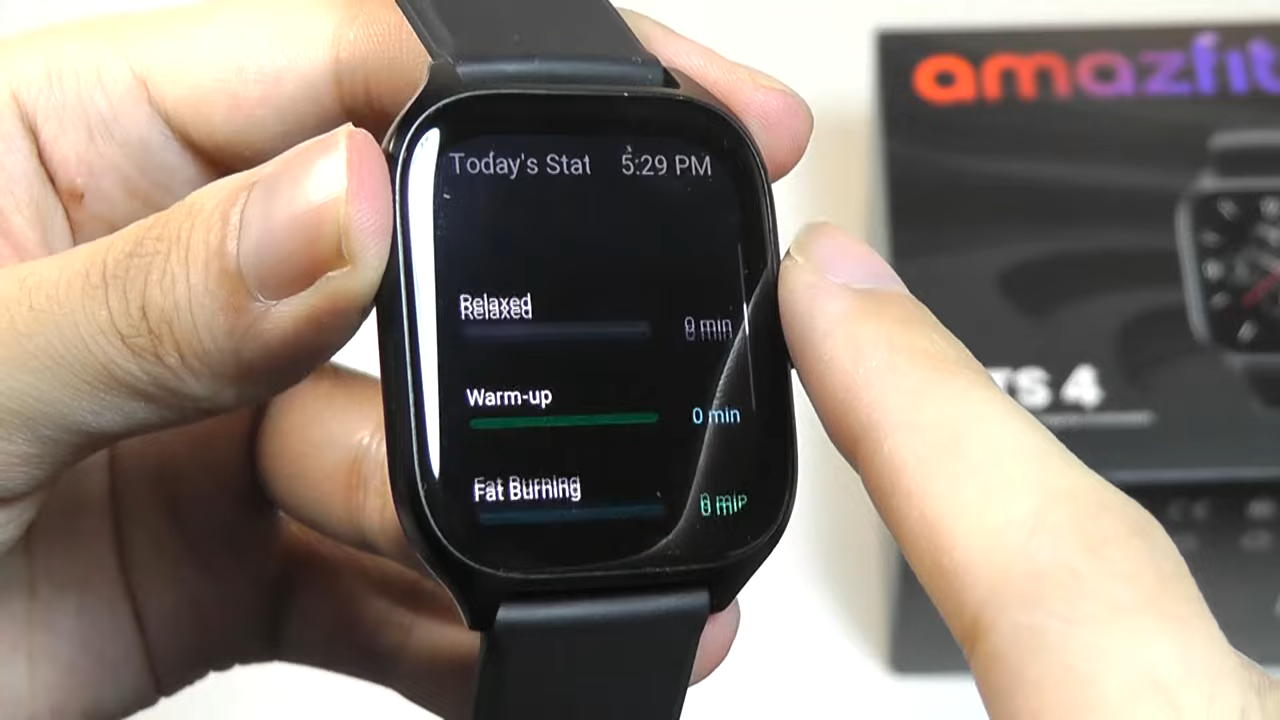 amazfit
Today's Stat 5:29 PM
Relaxed
0 min
Warm-up
0 min
Fat Burning
0 min
TS 4